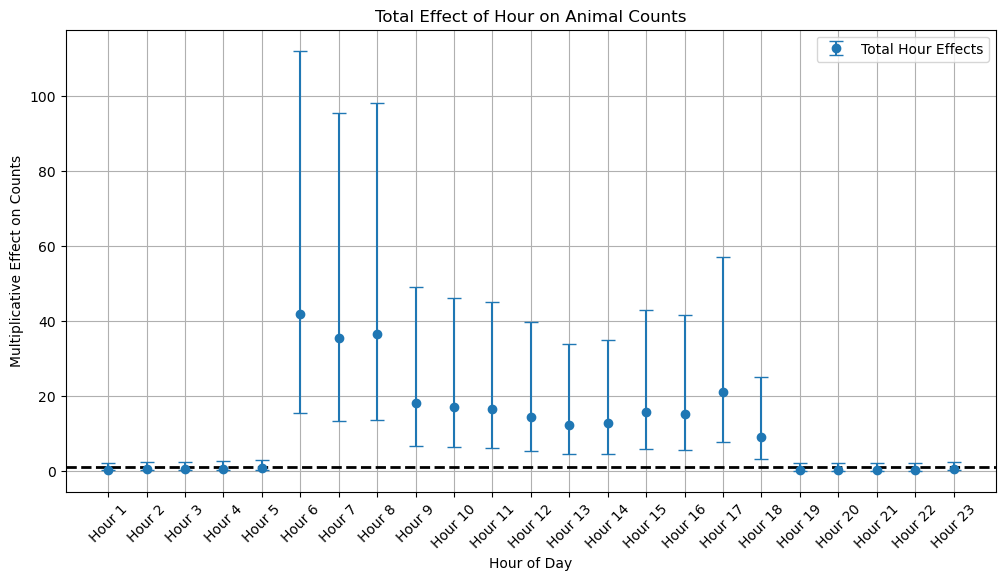 Total Effect of Hour on Animal Counts
Total Hour Effects
Multiplicative Effect on Counts
100
80
60
40
20
0
Hour 1
Hour 2
Hour 3
Hour 4
Hour 5
Hour 6
Hour 7
Hour 8
Hour 9
Hour 10
Hour 11
Hour 12
Hour 13
Hour 14
Hour 15
Hour 16
Hour 17
Hour 18
Hour 19
Hour 20
Hour 21
Hour 22
Hour 23
Hour of Day